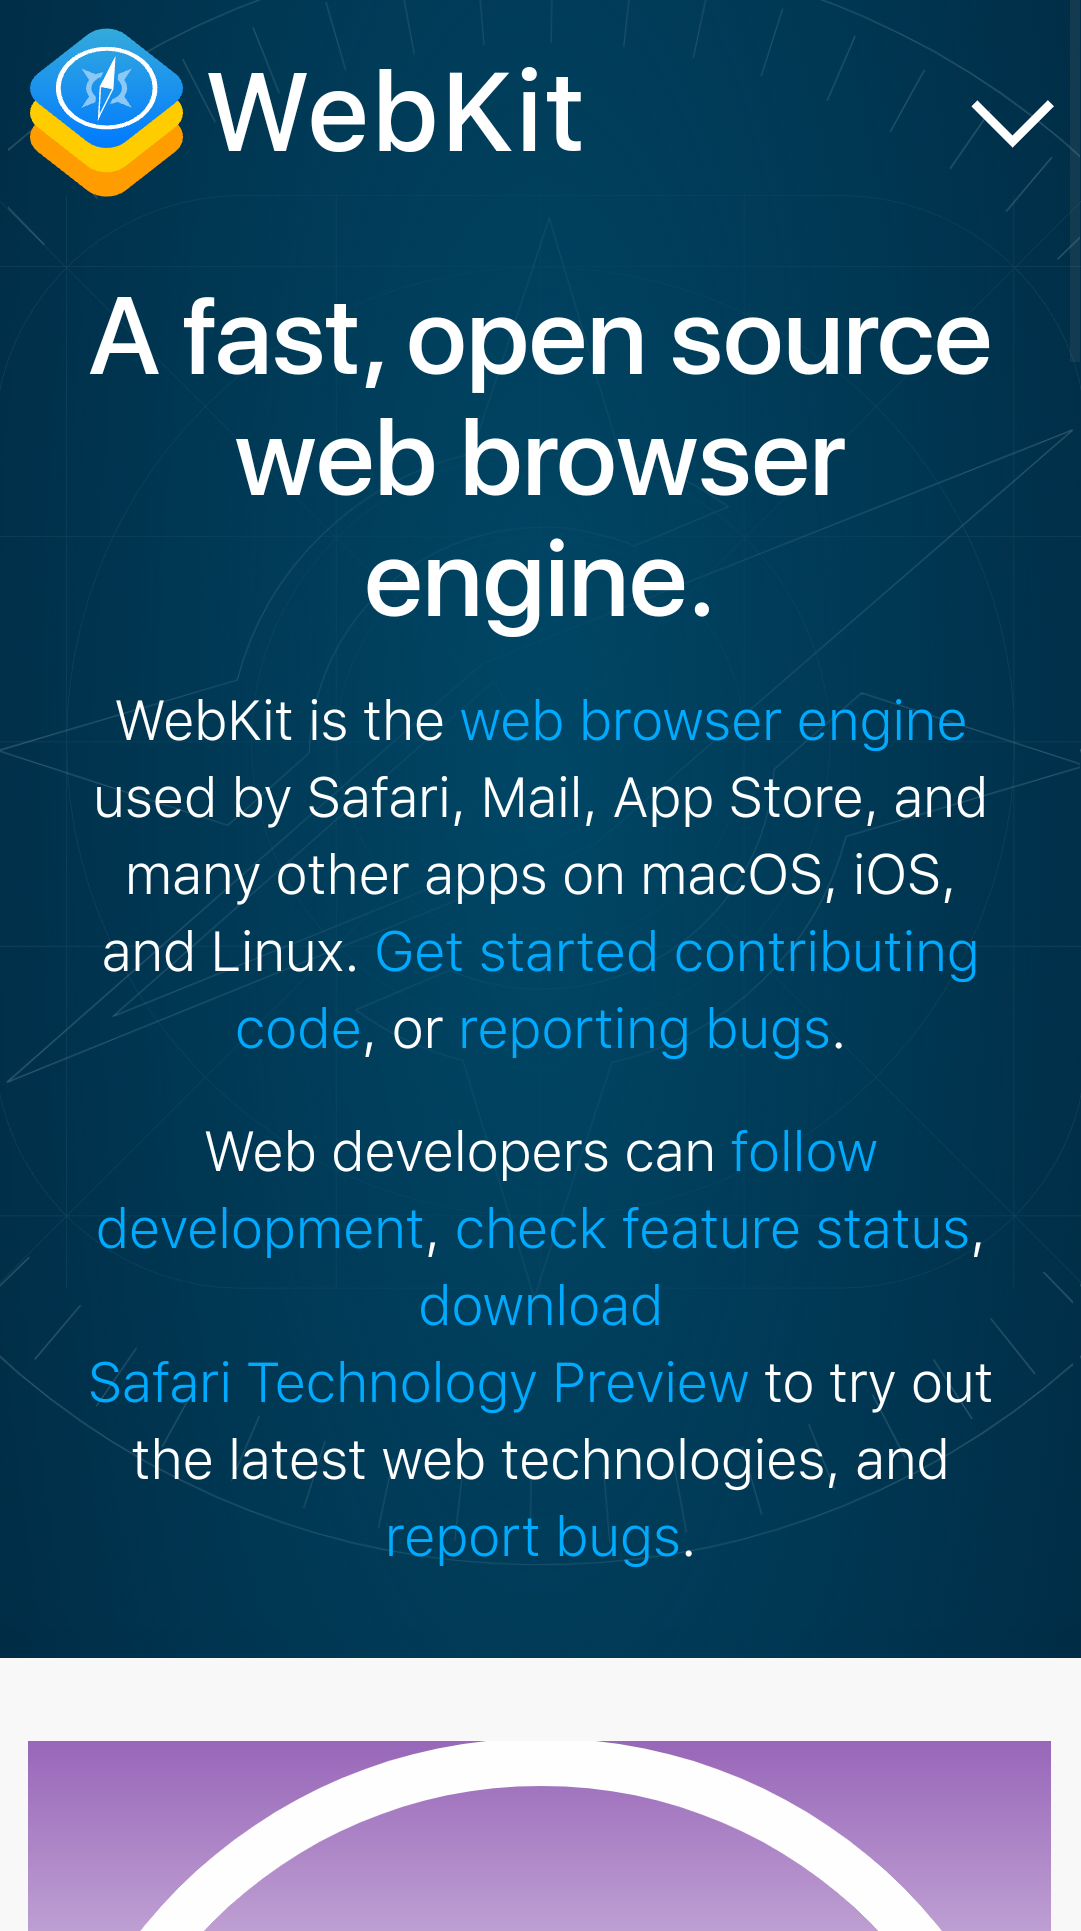 WebKit
A fast, open source
web browser
engine.
WebKit is the web browser engine
used by Safari, Mail, App Store, and
many other apps on macOS, iOS,
and Linux. Get started contributing
code, or reporting bugs.
Web developers can follow
development, check feature status,
download
Safari Technology Preview to try out
the latest web technologies, and
report bugs.